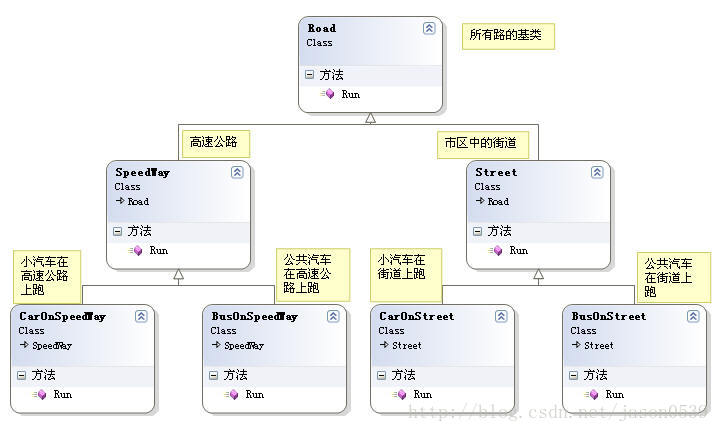 Road
Class
方法
Run
所有路的基类
高速公路
市区中的街道
SpeedWay
Class
Road
方法
Run
Street
Class
Road
方法
Run
小汽车在
高速公路
上跑
公共汽车
在高速公
路上跑
小汽车在
街道上跑
公共汽车
在街道上
跑
CarOnSpeedWay
Class
SpeedWay
方法
Run
BusOnSpeedWay
Class
SpeedWay
方法
Run
CarOnStreet
Class
Street
方法
Run
BusOnStreet
Class
Street
方法
Run
http://blog.csdn.net/jason0539